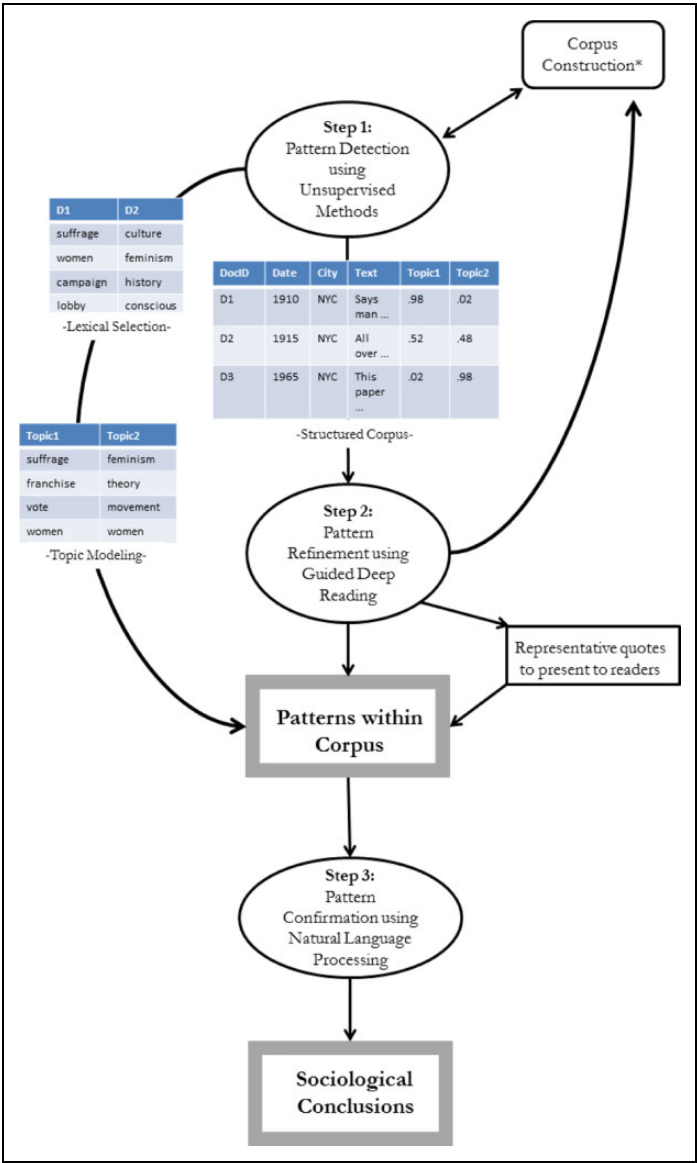 Corpus
Construction*
Step 1:
Pattern Detection
using
Unsupervised
Methods
D1 D2
suffrage culture
women feminism
campaign history
lobby conscious
-Lexical Selection-
DocID Date City Text Topic1 Topic2
D1 1910 NYC Says .98 .02
man ...
D2 1915 NYC All .52 .48
over ...
D3 1965 NYC This .02 .98
paper
...
-Structured Corpus-
Topic1 Topic2
suffrage feminism
franchise theory
vote movement
women women
-Topic Modeling-
Step 2:
Pattern
Refinement using
Guided Deep
Reading
Representative quotes
to present to readers
Patterns within
Corpus
Step 3:
Pattern
Confirmation using
Natural Language
Processing
Sociological
Conclusions